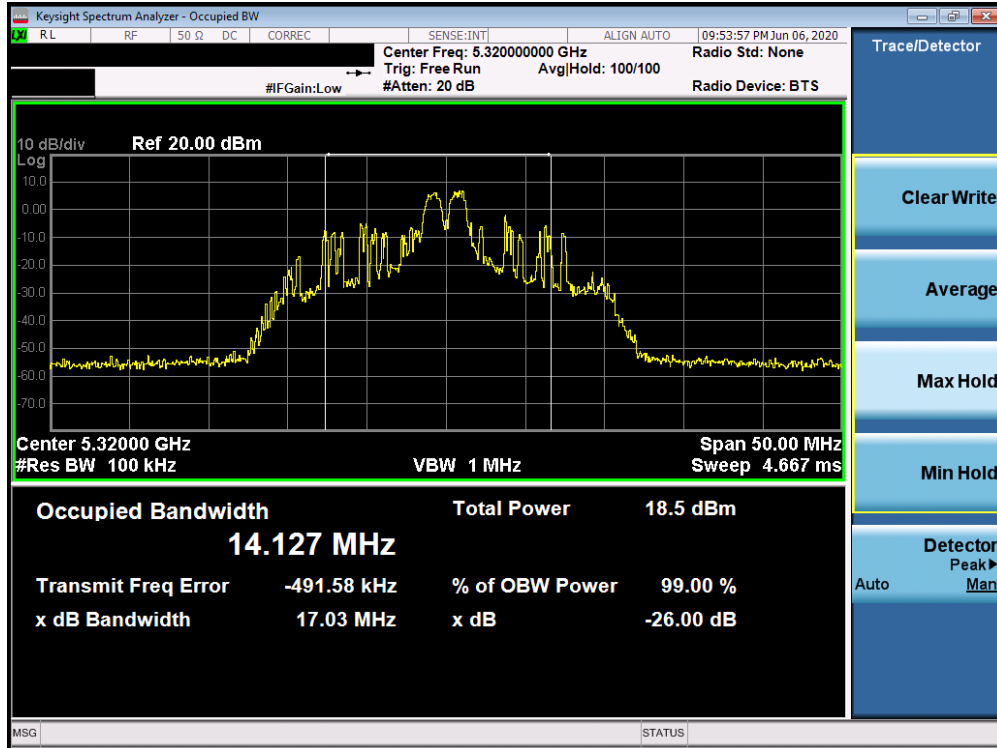 Keysight Spectrum Analyzer - Occupied BW
LXI RL RF 50 Ω DC CORREC SENSE:INT ALIGN AUTO 09:53:57 PM Jun 06, 2020
Center Freq: 5.320000000 GHz Radio Std: None
Trig: Free Run Avg|Hold: 100/100
#IFGain:Low #Atten: 20 dB Radio Device: BTS
10 dB/div Ref 20.00 dBm
Log
10.0
0.00
-10.0
-20.0
-30.0
-40.0
-50.0
-60.0
-70.0
Center 5.32000 GHz Span 50.00 MHz
#Res BW 100 kHz VBW 1 MHz Sweep 4.667 ms
Occupied Bandwidth Total Power 18.5 dBm
14.127 MHz
Transmit Freq Error -491.58 kHz % of OBW Power 99.00 %
x dB Bandwidth 17.03 MHz x dB -26.00 dB
MSG STATUS
Trace/Detector
Clear Write
Average
Max Hold
Min Hold
Detector
Peak▶
Auto Man